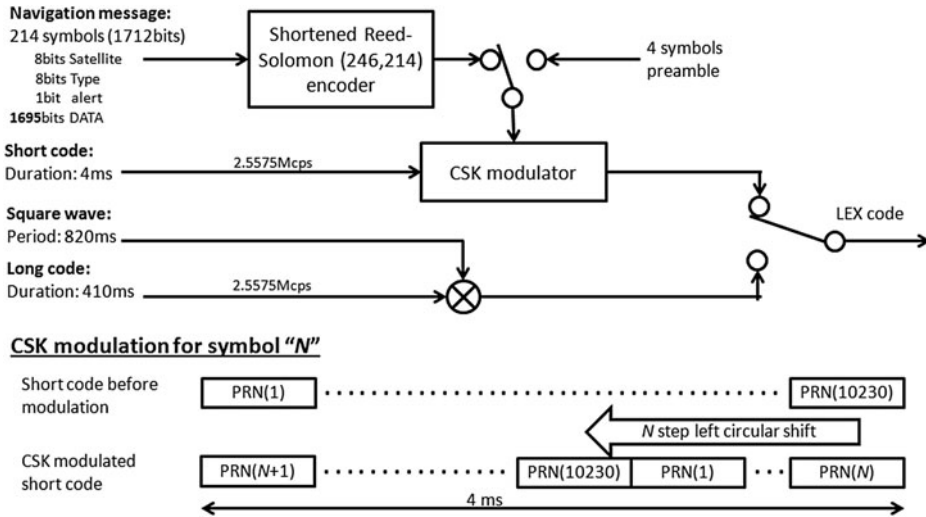 Navigation message:
214 symbols (1712bits)
8bits Satellite
8bits Type
1bit alert
1695bits DATA
Shortened Reed-
Solomon (246,214)
encoder
4 symbols
preamble
Short code:
Duration: 4ms
2.5575Mcps
CSK modulator
Square wave:
Period: 820ms
LEX code
Long code:
Duration: 410ms
2.5575Mcps
CSK modulation for symbol "N"
Short code before
modulation
PRN(1)
PRN(10230)
N step left circular shift
CSK modulated
short code
PRN(N+1)
PRN(10230)
PRN(1)
PRN(N)
4 ms